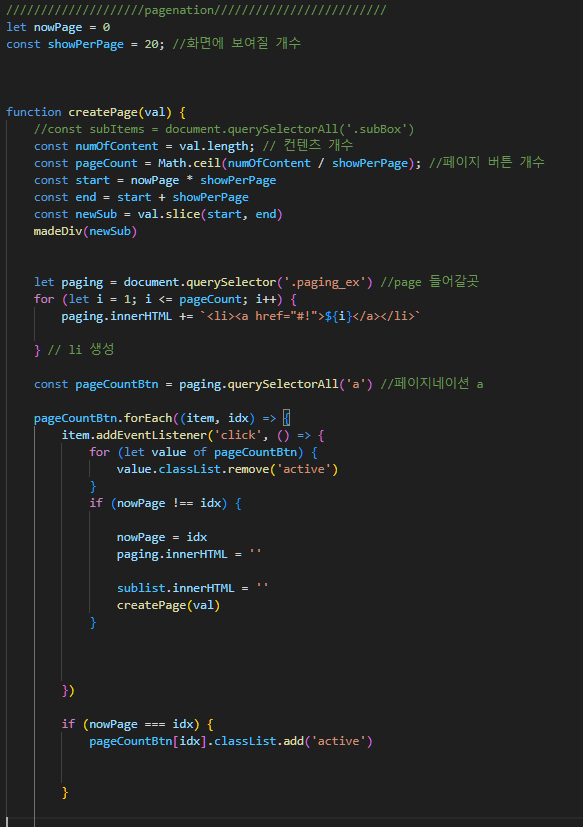 ////////////////////pagenation/////////////////////////
let nowPage = 0
const showPerPage = 20; //화면에 보여질 개수
function createPage(val) {
//const subItems = document.querySelectorAll('.subBox')
const numOfContent = val.length; // 컨텐츠 개수
const pageCount = Math.ceil(numOfContent / showPerPage); //페이지 버튼 개수
const start = nowPage * showPerPage
const end = start + showPerPage
const newSub = val.slice(start, end)
madeDiv(newSub)
let paging = document.querySelector('.paging_ex') //page 들어갈곳
for (let i = 1; i <= pageCount; i++) {
paging.innerHTML += `<li><a href="#!">${i}</a></li>`
} // li 생성
const pageCountBtn = paging.querySelectorAll('a') //페이지네이션 a
pageCountBtn.forEach((item, idx) => {
item.addEventListener('click', () => {
for (let value of pageCountBtn) {
value.classList.remove('active')
}
if (nowPage !== idx) {
nowPage = idx
paging.innerHTML = ''
sublist.innerHTML = ''
createPage(val)
}
})
if (nowPage === idx) {
pageCountBtn[idx].classList.add('active')
}